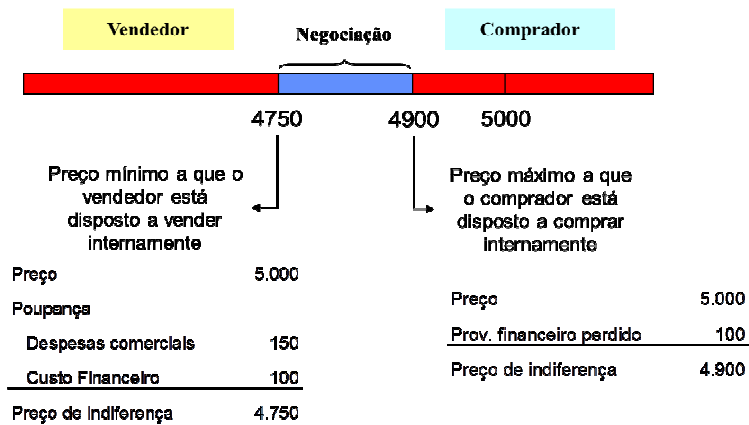 Vendedor
Negociação
Comprador
4750
4900
5000
Preço mínimo a que o
vendedor está
disposto a vender
internamente
Preço máximo a que
o comprador está
disposto a comprar
internamente
Preço 5.000
Poupança
Despesas comerciais 150
Custo Financeiro 100
Preço de indiferença 4.750
Preço 5.000
Prov. financeiro perdido 100
Preço de indiferença 4.900